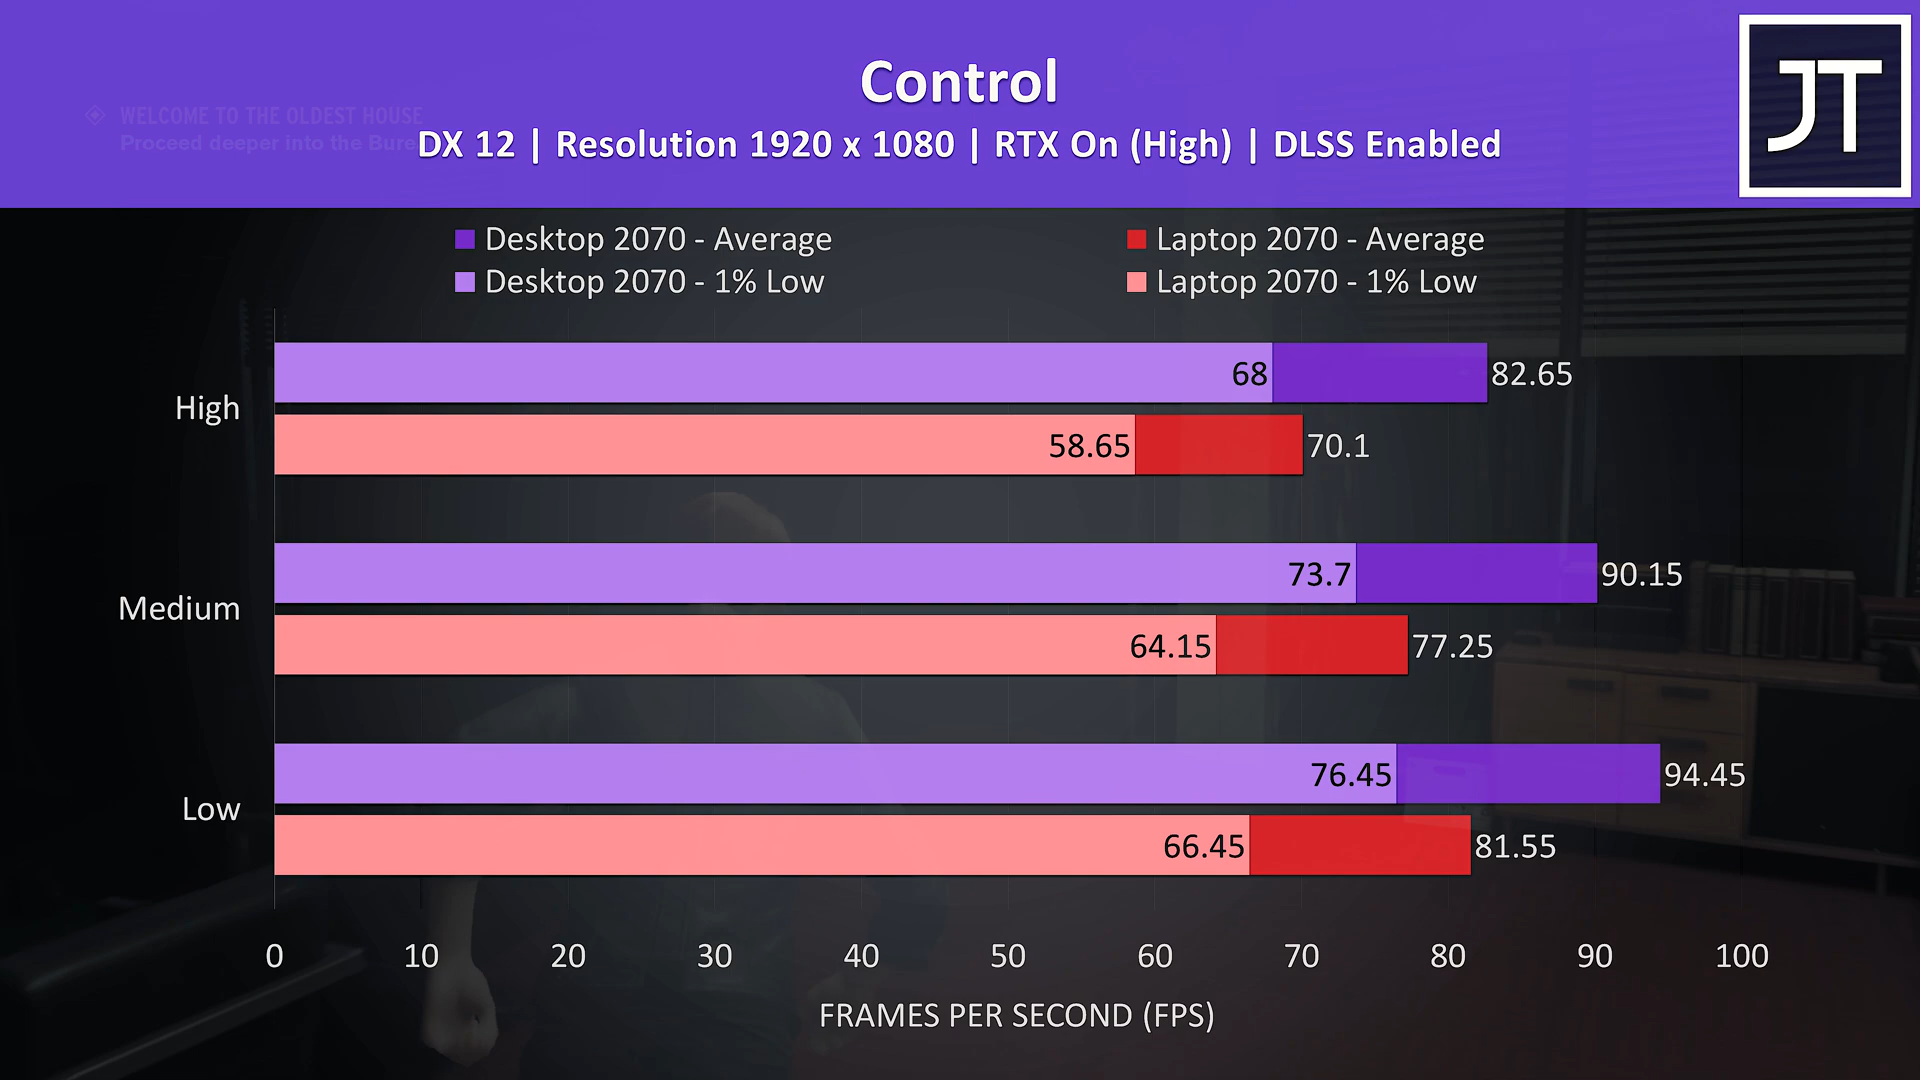 Control
JT
WELCOME TO THE OLDEST HOUSE
Proceed deeper into the Bure
DX 12 | Resolution 1920 x 1080 | RTX On (High) | DLSS Enabled
Desktop 2070 - Average
Laptop 2070 - Average
Desktop 2070 - 1% Low
Laptop 2070 - 1% Low
High
68
82.65
58.65
70.1
Medium
73.7
90.15
64.15
77.25
Low
76.45
94.45
66.45
81.55
0 10 20 30 40 50 60 70 80 90 100
FRAMES PER SECOND (FPS)